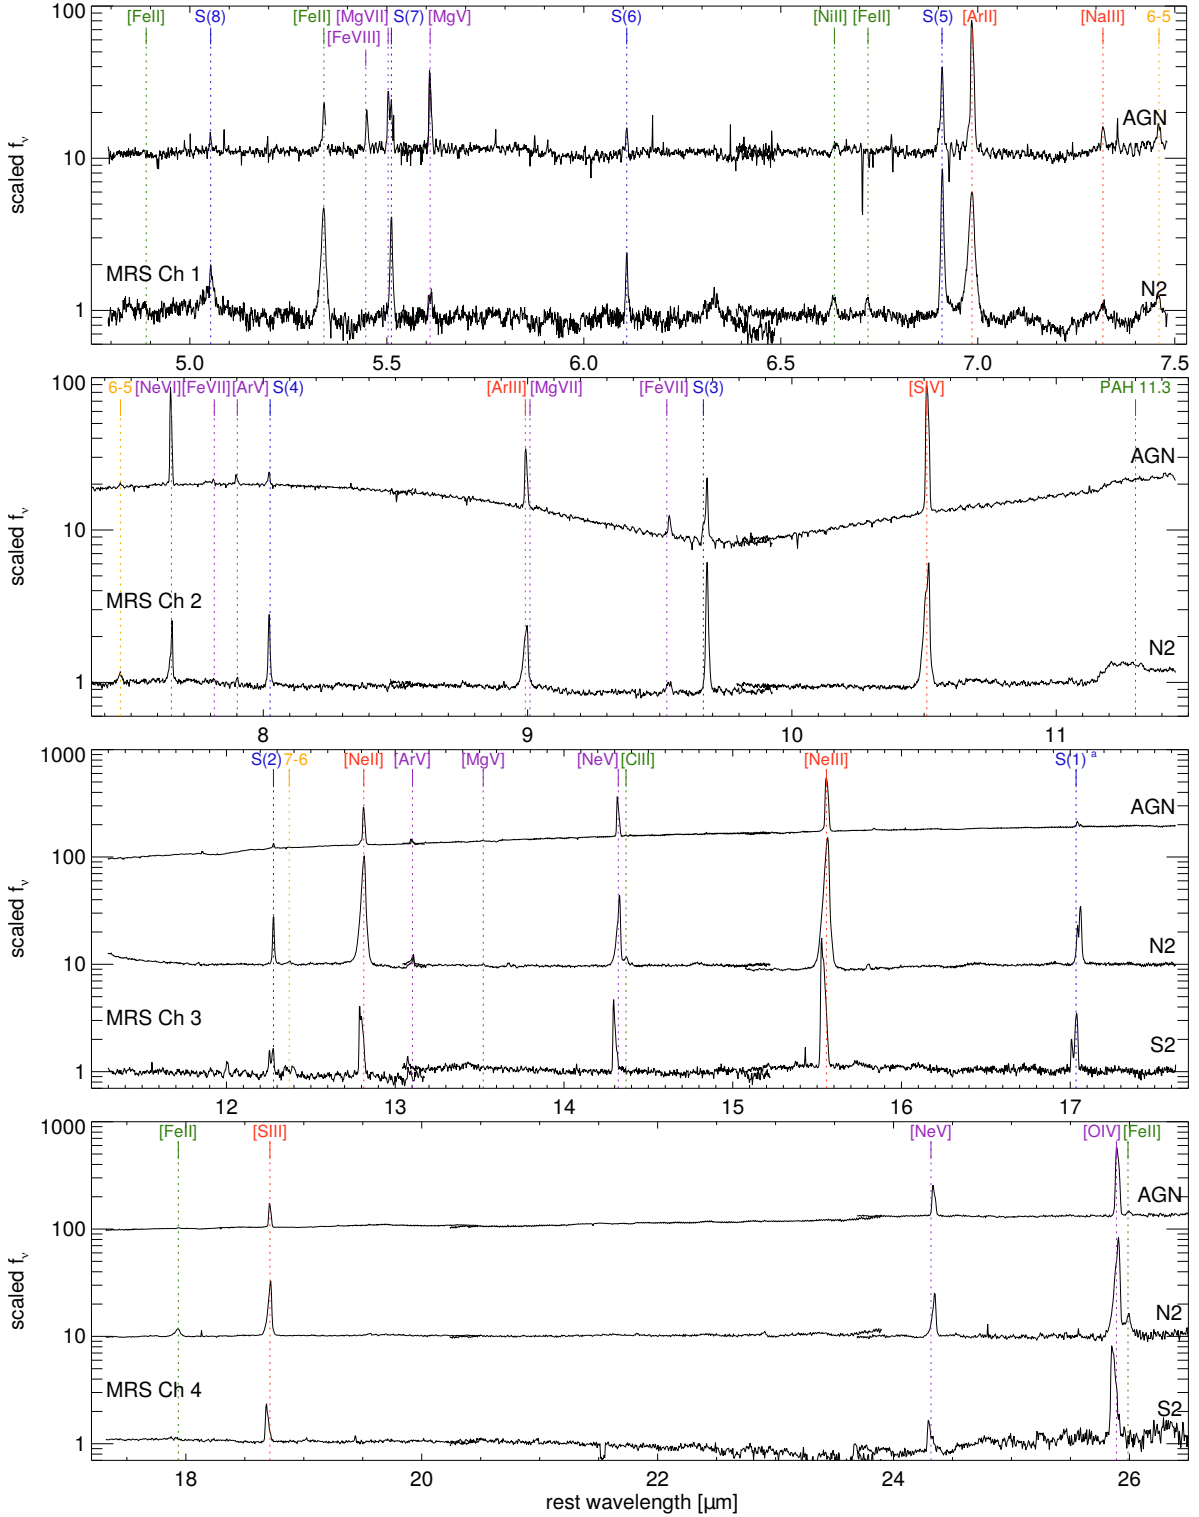 [FeII] S(8) [FeII] [MgVII] S(7) [MgV] S(6) [NiII] [FeII] S(5) [ArII] [NaIII] 6-5
[FeVIII]
100
10
1
scaled fν
AGN
MRS Ch 1
N2
5.0 5.5 6.0 6.5 7.0 7.5
6-5 [NeVI] [FeVII] [ArV] S(4) [ArIII] [MgVII] [FeVII] S(3) [SIV] PAH 11.3
100
10
1
scaled fν
AGN
MRS Ch 2
N2
8 9 10 11
S(2) 7-6 [NeII] [ArV] [MgV] [NeV] [ClII] [NeIII] S(1) a
1000
100
10
1
scaled fν
AGN
N2
MRS Ch 3
S2
12 13 14 15 16 17
[FeII] [SIII] [NeV] [OIV] [FeII]
1000
100
10
1
scaled fν
AGN
N2
MRS Ch 4
S2
18 20 22 24 26
rest wavelength [µm]